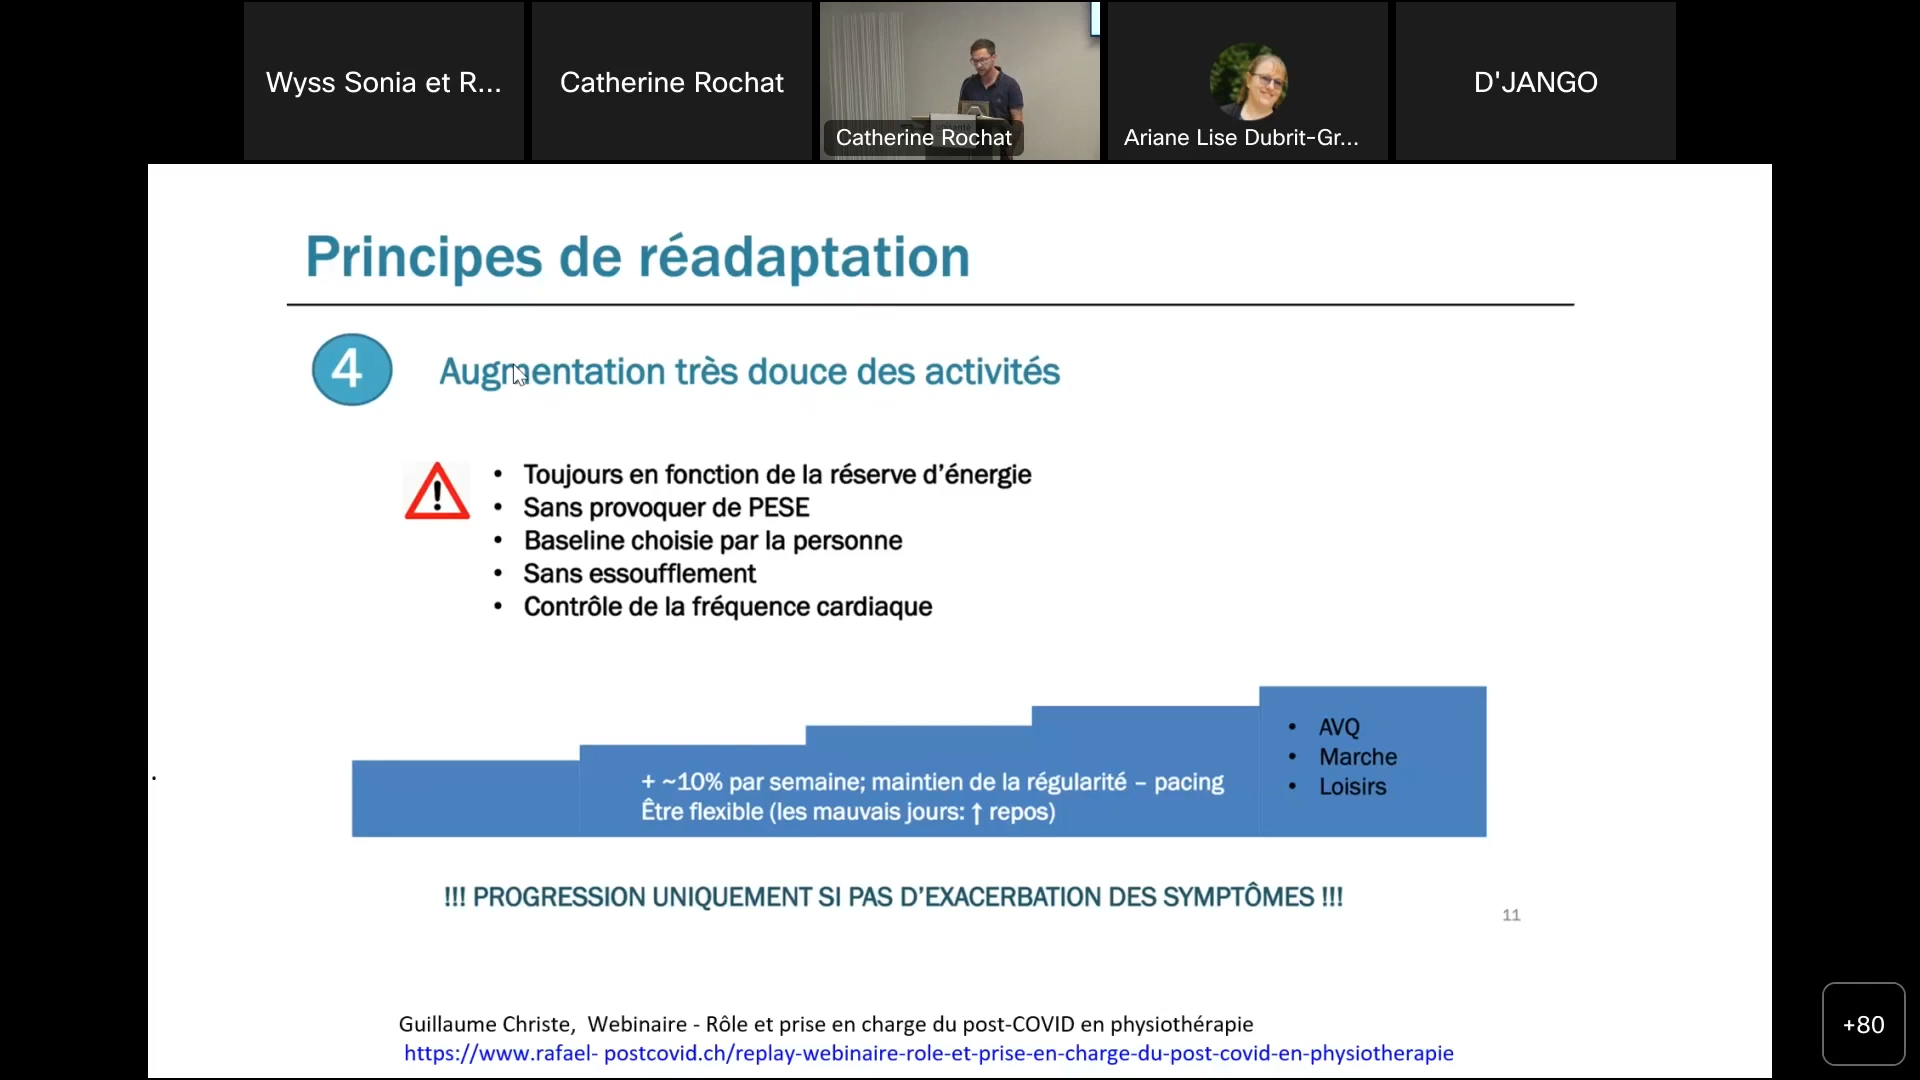 Wyss Sonia et R...
Catherine Rochat
Catherine Rochat
Ariane Lise Dubrit-Gr...
D'JANGO
Principes de réadaptation
4
Augmentation très douce des activités
• Toujours en fonction de la réserve d'énergie
• Sans provoquer de PESE
• Baseline choisie par la personne
• Sans essoufflement
• Contrôle de la fréquence cardiaque
+ ~10% par semaine; maintien de la régularité – pacing
Être flexible (les mauvais jours: ↑ repos)
• AVQ
• Marche
• Loisirs
!!! PROGRESSION UNIQUEMENT SI PAS D'EXACERBATION DES SYMPTÔMES !!!
11
Guillaume Christe, Webinaire - Rôle et prise en charge du post-COVID en physiothérapie
https://www.rafael- postcovid.ch/replay-webinaire-role-et-prise-en-charge-du-post-covid-en-physiotherapie
+80